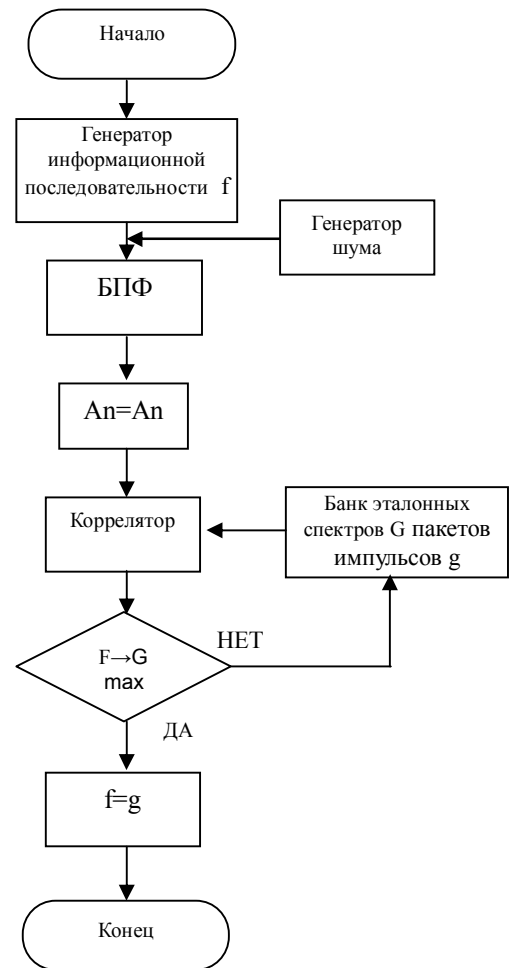 Начало
Генератор
информационной
последовательности f
Генератор
шума
БПФ
An=An
Коррелятор
Банк эталонных
спектров G пакетов
импульсов g
F→G
max
НЕТ
ДА
f=g
Конец